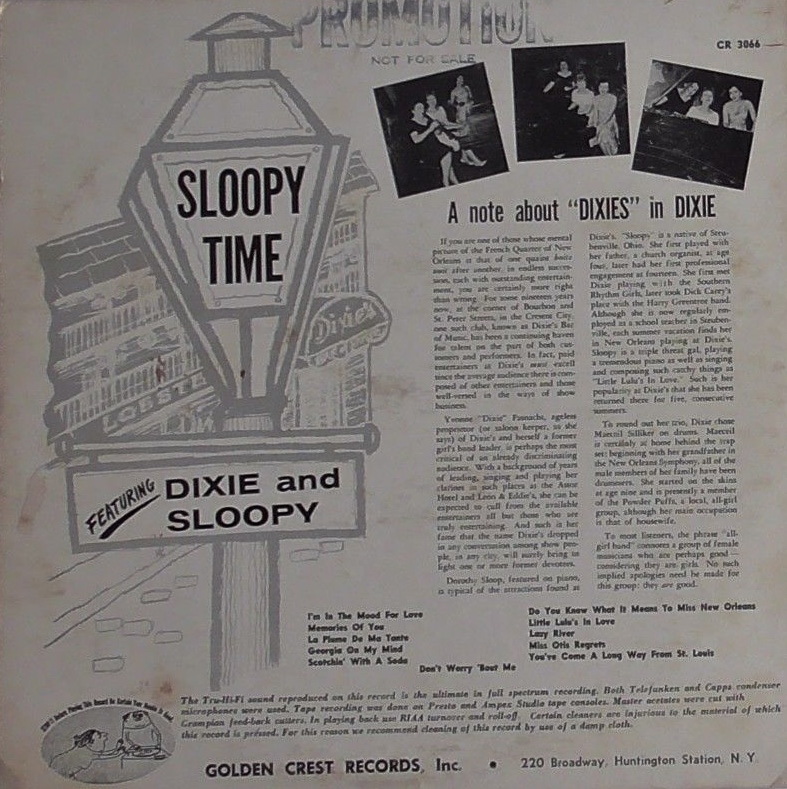 PROMOTION
NOT FOR SALE
CR 3066
SLOOPY
TIME
Dixie's
LOBSTER
FEATURING DIXIE and
SLOOPY
A note about "DIXIES" in DIXIE
If you are one of those whose mental
picture of the French Quarter of New
Orleans is that of one quaint boite
after another, in endless succes-
sion, each with outstanding entertain-
ment, you are certainly more right
than wrong. For some nineteen years
now, at the corner of Bourbon and
St. Peter Streets, in the Cresent City,
one such club, known as Dixie's Bar
of Music, has been a continuing haven
for talent on the part of both cus-
tomers and performers. In fact, paid
entertainers at Dixie's must excell
since the average audience there is com-
posed of other entertainers and those
well-versed in the ways of show
business.
Yvonne "Dixie" Fasnacht, ageless
proprietor (or saloon keeper, as she
says) of Dixie's and herself a former
girl's band leader, is perhaps the most
critical of an already discriminating
audience. With a background of years
of leading, singing and playing her
clarinet in such places as the Astor
Hotel and Leon & Eddie's, she can be
expected to cull from the available
entertainers all but those who are
truly entertaining. And such is her
fame that the name Dixie's dropped
in any conversation among show peo-
ple, in any city, will surely bring to
light one or more former devotees.
Dorothy Sloop, featured on piano,
is typical of the attractions found at
Dixie's. "Sloopy" is a native of Steu-
benville, Ohio. She first played with
her father, a church organist, at age
four, later had her first professional
engagement at fourteen. She first met
Dixie playing with the Southern
Rhythm Girls, later took Dick Carey's
place with the Harry Greentree band.
Although she is now regularly em-
ployed as a school teacher in Steuben-
ville, each summer vacation finds her
in New Orleans playing at Dixie's.
Sloopy is a triple threat gal, playing
a tremendous piano as well as singing
and composing such catchy things as
"Little Lulu's In Love." Such is her
popularity at Dixie's that she has been
returned there for five, consecutive
summers.
To round out her trio, Dixie chose
Silliker on drums.
is certainly at home behind the trap
set; beginning with her grandfather in
the New Orleans Symphony, all of the
male members of her family have been
drummers. She started on the skins
at age nine and is presently a member
of the Powder Puffs, a local, all-girl
group, although her main occupation
is that of housewife.
To most listeners, the phrase "all-
girl band" connotes a group of female
musicians who are perhaps good —
considering they are girls. No such
implied apologies need be made for
this group: they are good.
I'm In The Mood For Love
Memories Of You
La Plume De Ma Tante
Georgia On My Mind
Scotchin' With A Soda
Do You Know What It Means To Miss New Orleans
Little Lulu's In Love
Lazy River
Miss Otis Regrets
You've Come A Long Way From St. Louis
Don't Worry 'Bout Me
The Tru-Hi-Fi sound reproduced on this record is the ultimate in full spectrum recording. Both Telefunken and Capps condenser
microphones were used. Tape recording was done on Presto and Ampex Studio tape consoles. Master acetates were cut with
Grampian feed-back cutters. In playing back use RIAA turnover and roll-off. Certain cleaners are injurious to the material of which
this record is pressed. For this reason we recommend cleaning of this record by use of a damp cloth.
GOLDEN CREST RECORDS, Inc. • 220 Broadway, Huntington Station, N. Y.